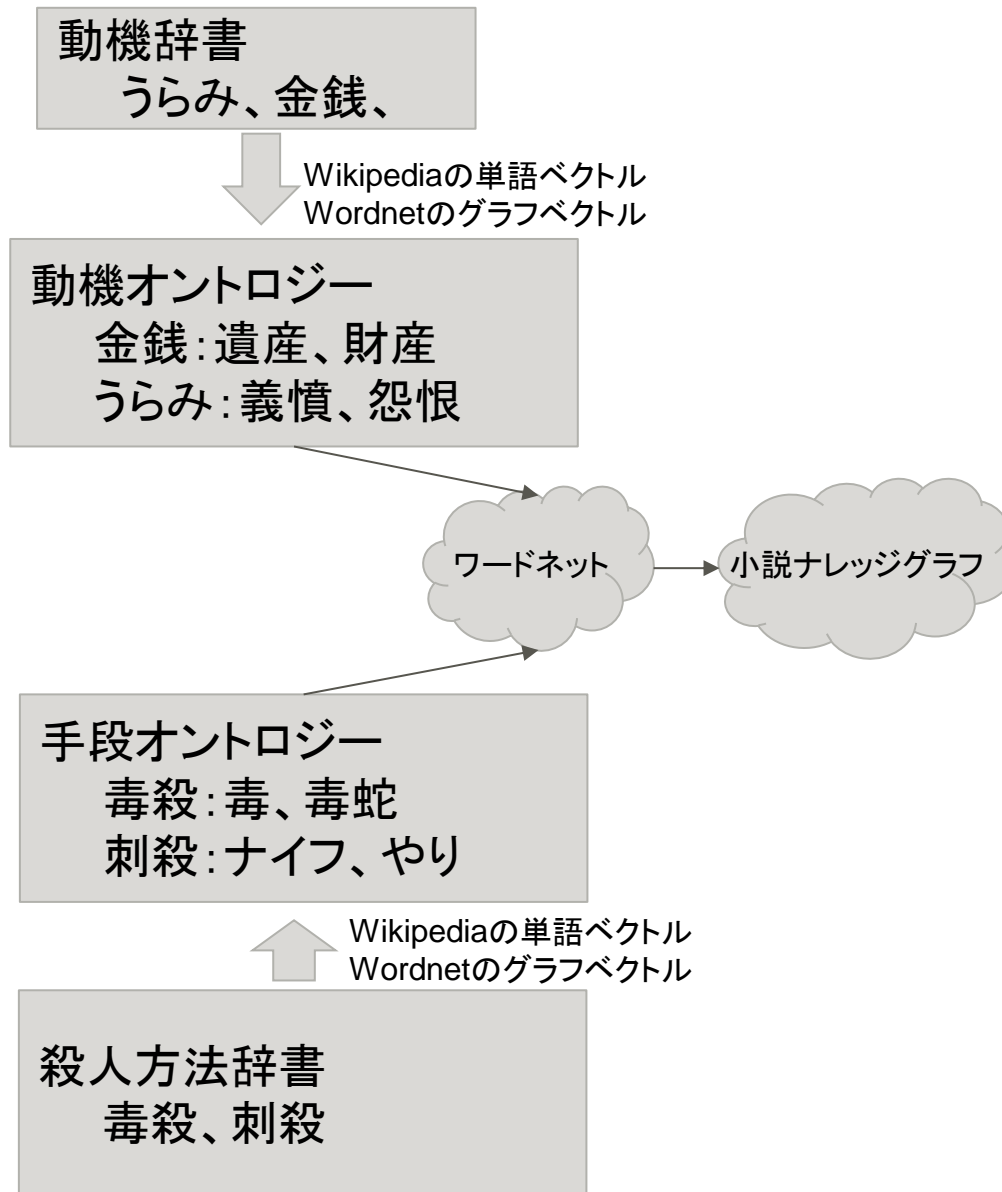 動機辞書
うらみ、金銭、
Wikipediaの単語ベクトル
Wordnetのグラフベクトル
動機オントロジー
金銭：遺産、財産
うらみ：義憤、怨恨
ワードネット
小説ナレッジグラフ
手段オントロジー
毒殺：毒、毒蛇
刺殺：ナイフ、やり
Wikipediaの単語ベクトル
Wordnetのグラフベクトル
殺人方法辞書
毒殺、刺殺